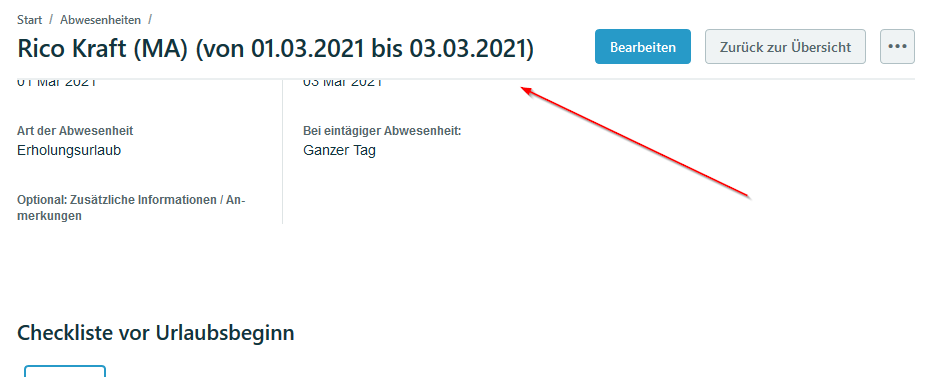 Start / Abwesenheiten /
Rico Kraft (MA) (von 01.03.2021 bis 03.03.2021)
Bearbeiten
Zurück zur Übersicht
•••
01 Mar 2021
03 Mar 2021
Art der Abwesenheit
Bei eintägiger Abwesenheit:
Erholungsurlaub
Ganzer Tag
Optional: Zusätzliche Informationen / An-
merkungen
Checkliste vor Urlaubsbeginn